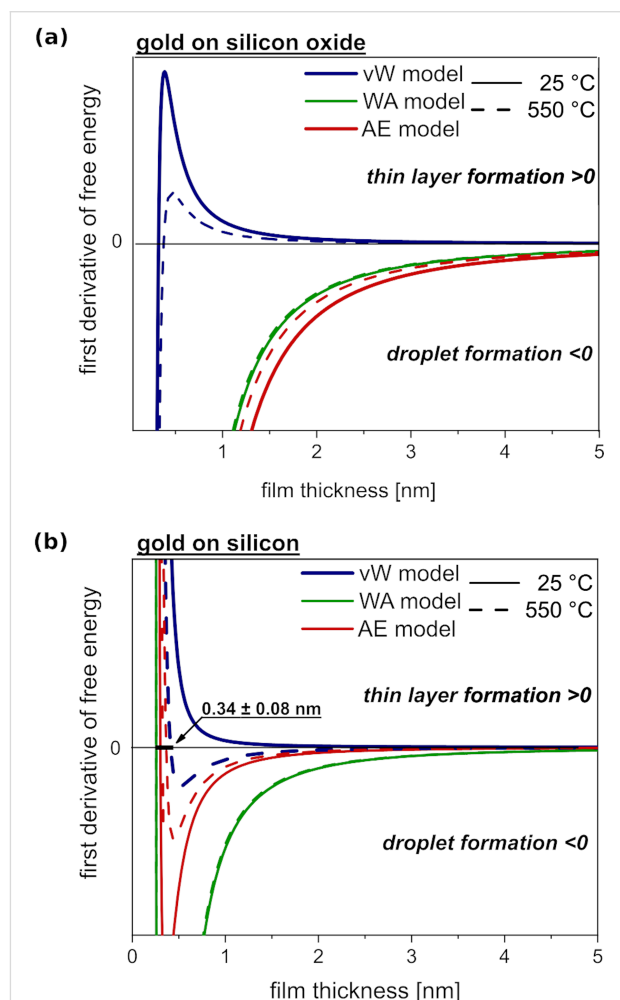 (a)
gold on silicon oxide
vW model
25 °C
WA model
550 °C
AE model
thin layer formation >0
0
first derivative of free energy
droplet formation <0
1 2 3 4 5
film thickness [nm]
(b)
gold on silicon
vW model
25 °C
WA model
550 °C
AE model
thin layer formation >0
0.34 ± 0.08 nm
0
first derivative of free energy
droplet formation <0
0 1 2 3 4 5
film thickness [nm]